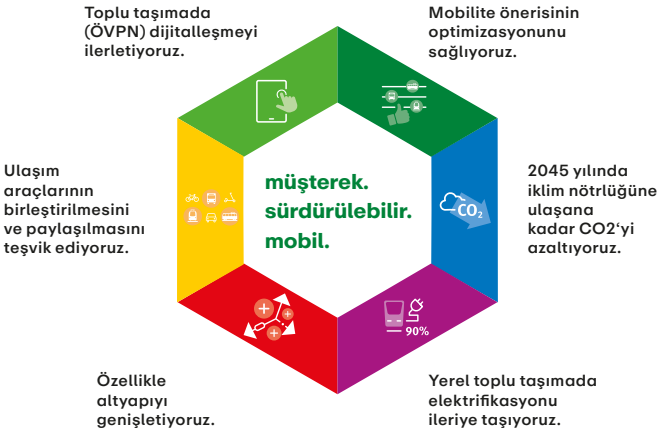 Toplu taşımada
(ÖVPN) dijitalleşmeyi
ilerletiyoruz.
Mobilite önerisinin
optimizasyonunu
sağlıyoruz.
Ulaşım
araçlarının
birleştirilmesini
ve paylaşılmasını
teşvik ediyoruz.
müşterek.
sürdürülebilir.
mobil.
CO₂
2045 yılında
iklim nötrlüğüne
ulaşana
kadar CO2‘yi
azaltıyoruz.
90%
Özellikle
altyapıyı
genişletiyoruz.
Yerel toplu taşımada
elektrifikasyonu
ileriye taşıyoruz.